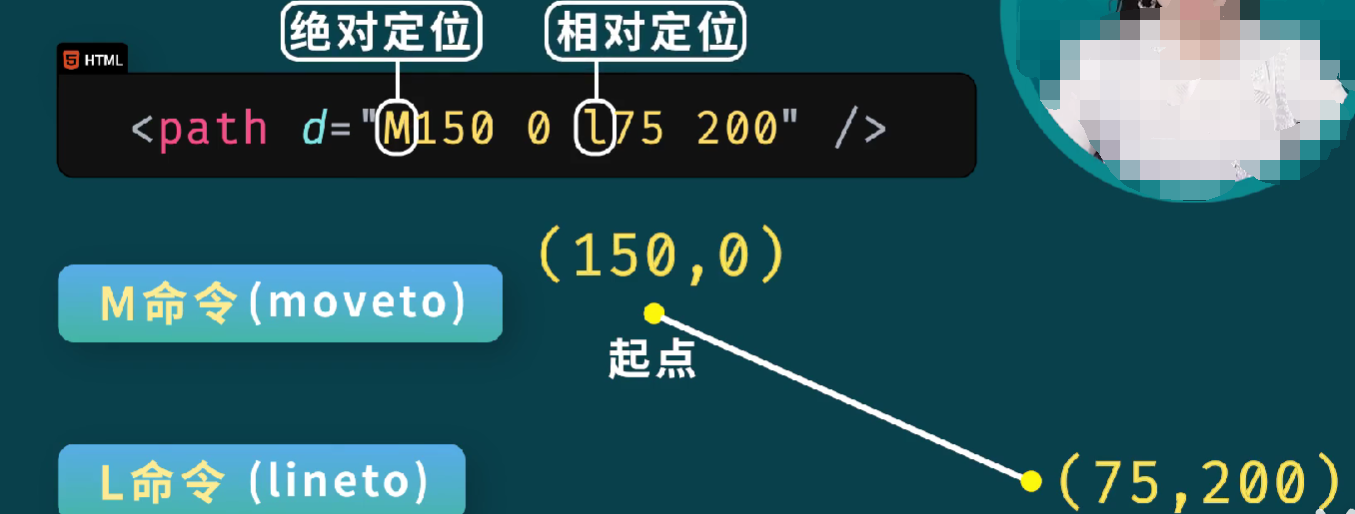 绝对定位 相对定位
HTML
<path d="M150 0 l75 200" />
(150,0)
M命令(moveto)
起点
L命令 (lineto)
(75,200)